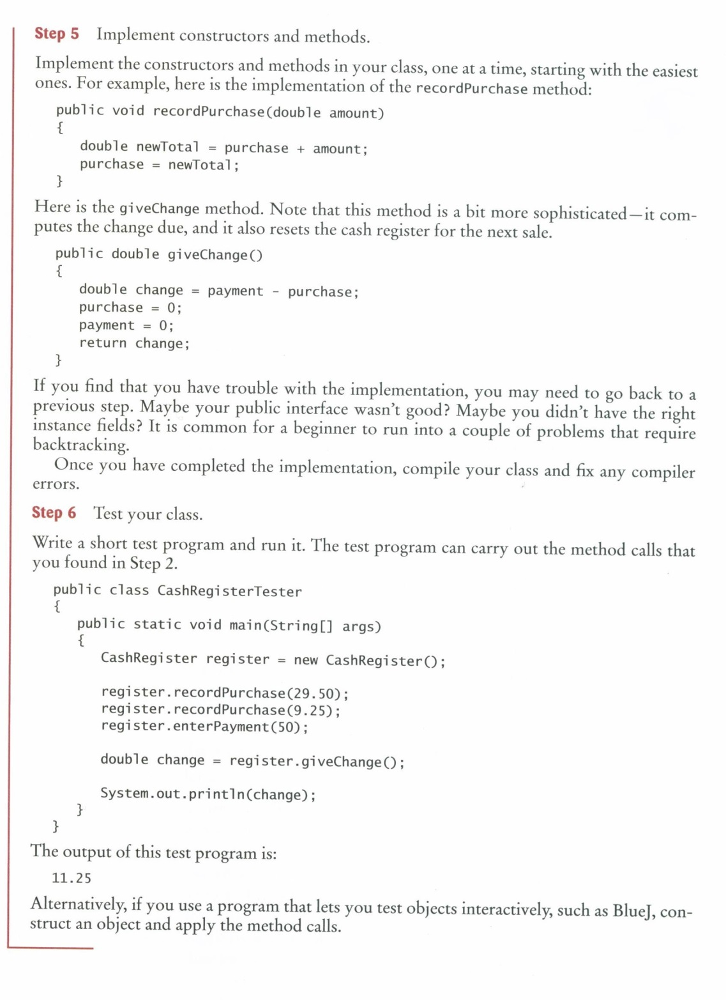 Step 5 Implement constructors and methods.
Implement the constructors and methods in your class, one at a time, starting with the easiest
ones. For example, here is the implementation of the recordPurchase method:
public void recordPurchase(double amount)
{
double newTotal = purchase + amount;
purchase = newTotal;
}
Here is the giveChange method. Note that this method is a bit more sophisticated—it com-
putes the change due, and it also resets the cash register for the next sale.
public double giveChange()
{
double change = payment - purchase;
purchase = 0;
payment = 0;
return change;
}
If you find that you have trouble with the implementation, you may need to go back to a
previous step. Maybe your public interface wasn't good? Maybe you didn't have the right
instance fields? It is common for a beginner to run into a couple of problems that require
backtracking.
Once you have completed the implementation, compile your class and fix any compiler
errors.
Step 6 Test your class.
Write a short test program and run it. The test program can carry out the method calls that
you found in Step 2.
public class CashRegisterTester
{
public static void main(String[] args)
{
CashRegister register = new CashRegister();
register.recordPurchase(29.50);
register.recordPurchase(9.25);
register.enterPayment(50);
double change = register.giveChange();
System.out.println(change);
}
}
The output of this test program is:
11.25
Alternatively, if you use a program that lets you test objects interactively, such as BlueJ, con-
struct an object and apply the method calls.